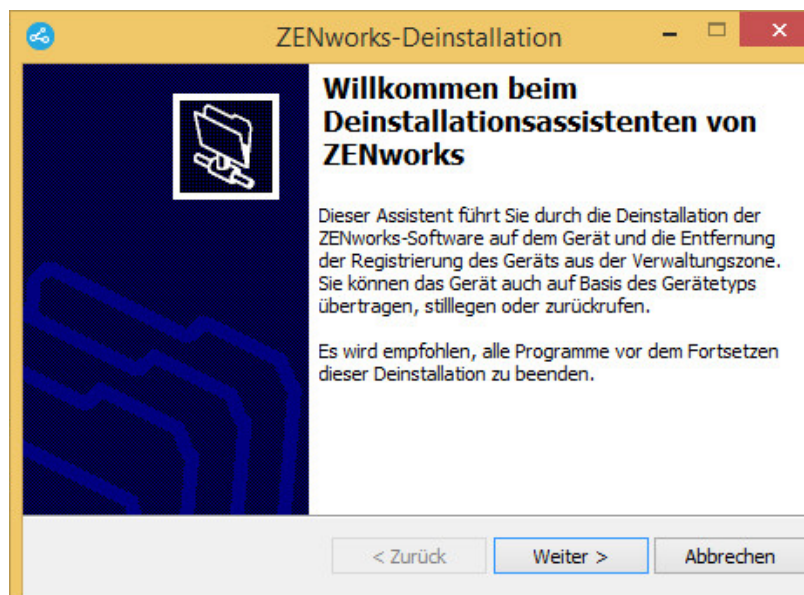 ZENworks-Deinstallation
Willkommen beim
Deinstallationsassistenten von
ZENworks
Dieser Assistent führt Sie durch die Deinstallation der
ZENworks-Software auf dem Gerät und die Entfernung
der Registrierung des Geräts aus der Verwaltungszone.
Sie können das Gerät auch auf Basis des Gerätetyps
übertragen, stilllegen oder zurückrufen.
Es wird empfohlen, alle Programme vor dem Fortsetzen
dieser Deinstallation zu beenden.
< Zurück
Weiter >
Abbrechen